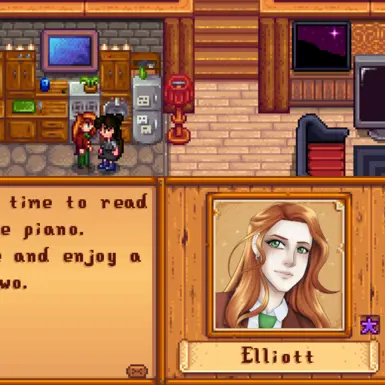 time to read
e piano.
e and enjoy a
wo.
Elliott